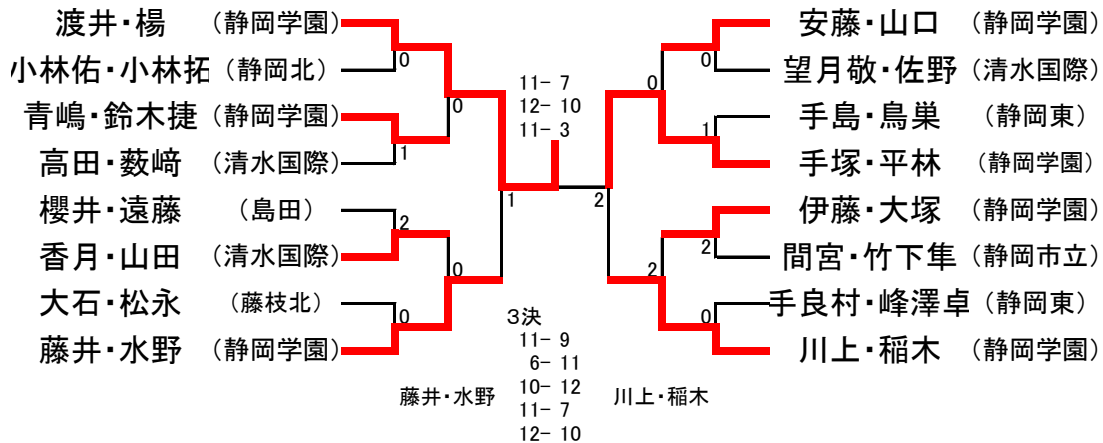 渡井・楊 (静岡学園)
0
小林佑・小林拓 (静岡北)
0
青嶋・鈴木捷 (静岡学園)
1
高田・薮﨑 (清水国際)
1
櫻井・遠藤 (島田)
2
香月・山田 (清水国際)
0
大石・松永 (藤枝北)
0
藤井・水野 (静岡学園)
11- 7
12- 10
11- 3
安藤・山口 (静岡学園)
0
0
望月敬・佐野 (清水国際)
手島・鳥巣 (静岡東)
1
手塚・平林 (静岡学園)
2
伊藤・大塚 (静岡学園)
2
間宮・竹下隼 (静岡市立)
2
手良村・峰澤卓 (静岡東)
0
川上・稲木 (静岡学園)
3決
11- 9
6- 11
10- 12
11- 7
12- 10
藤井・水野
川上・稲木